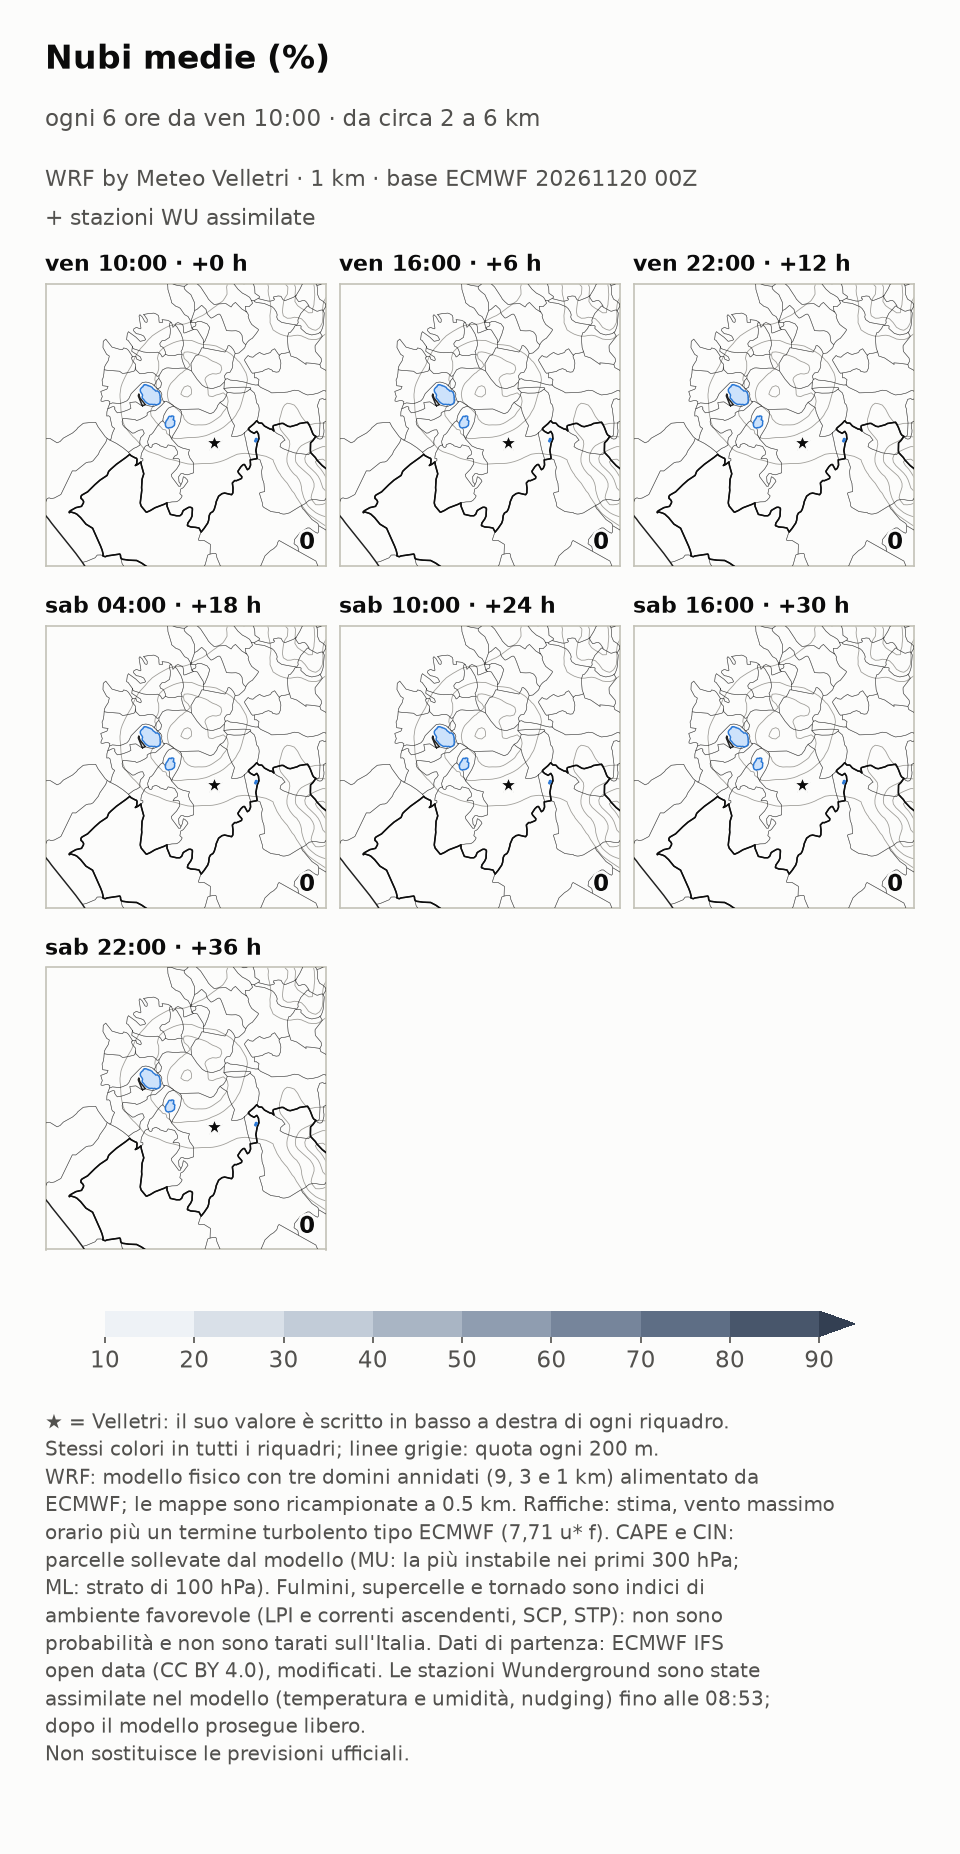 Nubi medie (%)
ogni 6 ore da ven 10:00 · da circa 2 a 6 km
WRF by Meteo Velletri · 1 km · base ECMWF 20261120 00Z
+ stazioni WU assimilate
ven 10:00 · +0 h
ven 16:00 · +6 h
ven 22:00 · +12 h
0
0
0
sab 04:00 · +18 h
sab 10:00 · +24 h
sab 16:00 · +30 h
0
0
0
sab 22:00 · +36 h
0
10 20 30 40 50 60 70 80 90
★ = Velletri: il suo valore è scritto in basso a destra di ogni riquadro.
Stessi colori in tutti i riquadri; linee grigie: quota ogni 200 m.
WRF: modello fisico con tre domini annidati (9, 3 e 1 km) alimentato da
ECMWF; le mappe sono ricampionate a 0.5 km. Raffiche: stima, vento massimo
orario più un termine turbolento tipo ECMWF (7,71 u* f). CAPE e CIN:
parcelle sollevate dal modello (MU: la più instabile nei primi 300 hPa;
ML: strato di 100 hPa). Fulmini, supercelle e tornado sono indici di
ambiente favorevole (LPI e correnti ascendenti, SCP, STP): non sono
probabilità e non sono tarati sull'Italia. Dati di partenza: ECMWF IFS
open data (CC BY 4.0), modificati. Le stazioni Wunderground sono state
assimilate nel modello (temperatura e umidità, nudging) fino alle 08:53;
dopo il modello prosegue libero.
Non sostituisce le previsioni ufficiali.